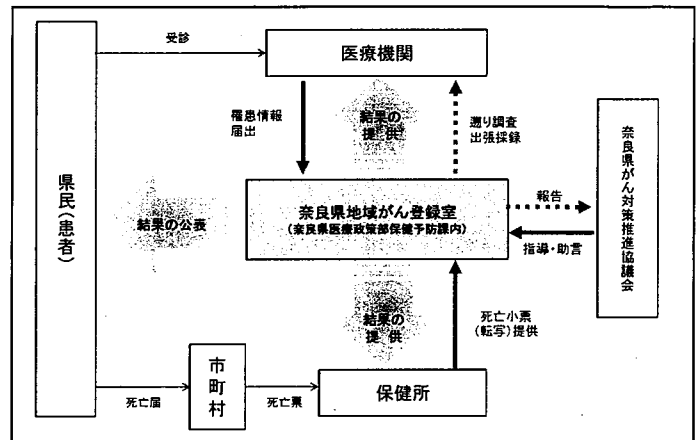 受診
医療機関
罹患情報
届出
結果の
提供
遡り調査
出張採録
県民(患者)
結果の公表
奈良県地域がん登録室
(奈良県医療政策部保健予防課内)
報告
指導・助言
奈良県がん対策推進協議会
結果の
提供
死亡小票
(転写)提供
死亡届
市町村
死亡票
保健所